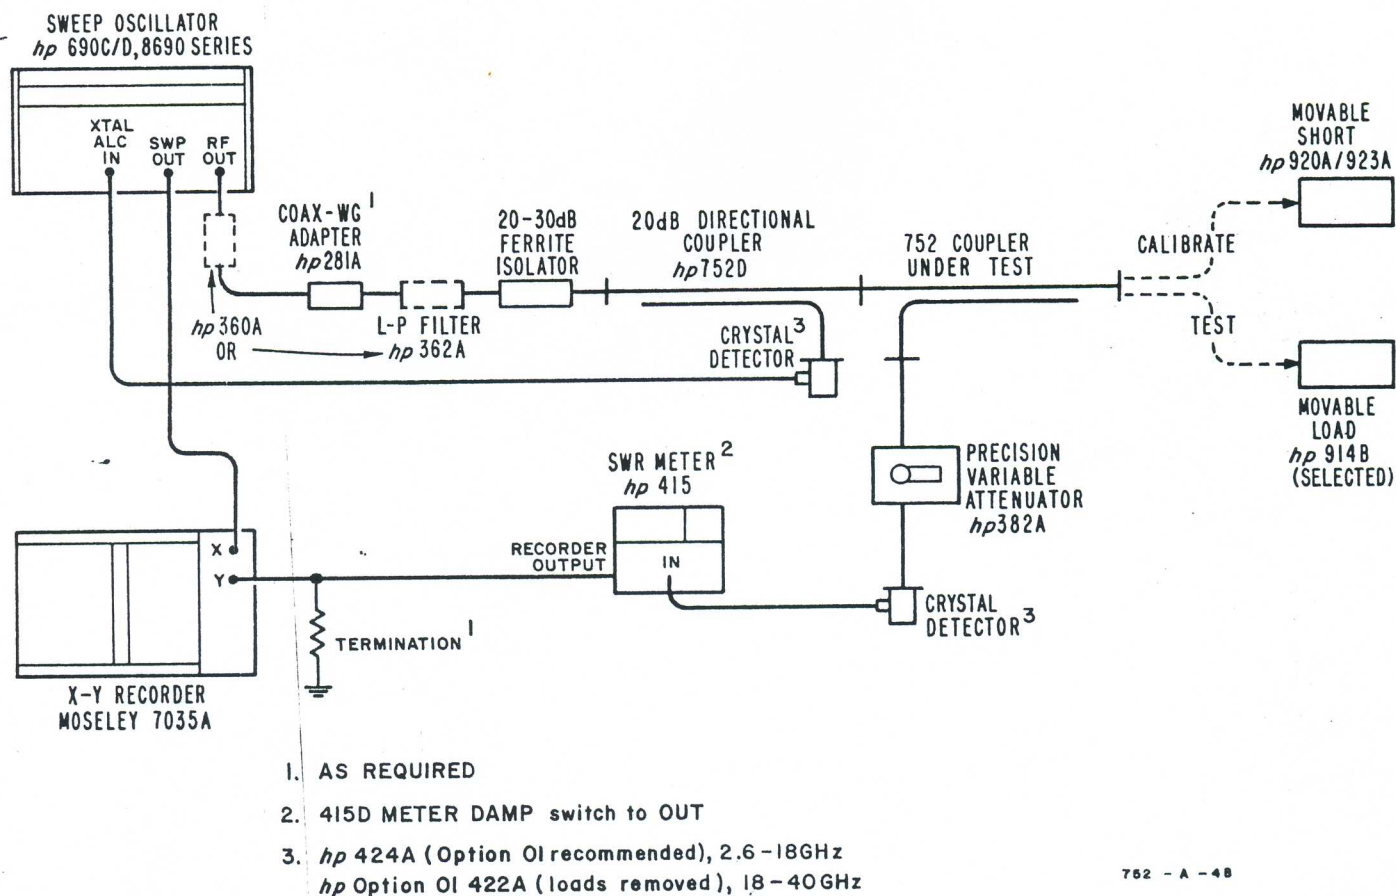 SWEEP OSCILLATOR
hp 690C/D, 8690 SERIES
XTAL
ALC
IN
SWP
OUT
RF
OUT
COAX-WG 1
ADAPTER
hp 281A
20-30dB
FERRITE
ISOLATOR
20dB DIRECTIONAL
COUPLER
hp 752D
752 COUPLER
UNDER TEST
CALIBRATE
MOVABLE
SHORT
hp 920A/923A
TEST
hp 360A
OR
L-P FILTER
hp 362A
CRYSTAL 3
DETECTOR
MOVABLE
LOAD
hp 914B
(SELECTED)
SWR METER 2
hp 415
PRECISION
VARIABLE
ATTENUATOR
hp 382A
X
Y
RECORDER
OUTPUT
IN
CRYSTAL
DETECTOR 3
TERMINATION 1
X-Y RECORDER
MOSELEY 7035A
1. AS REQUIRED
2. 415D METER DAMP switch to OUT
3. hp 424A (Option 01 recommended), 2.6-18GHz
hp Option 01 422A (loads removed), 18-40GHz
752 - A - 4B